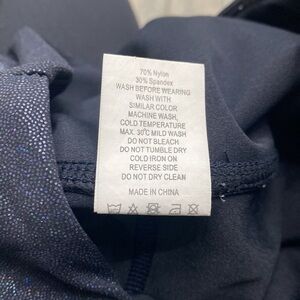 70% Nylon
30% Spandex
WASH BEFORE WEARING
WASH WITH
SIMILAR COLOR
MACHINE WASH,
COLD TEMPERATURE
MAX. 30°C MILD WASH
DO NOT BLEACH
DO NOT TUMBLE DRY
COLD IRON ON
REVERSE SIDE
DO NOT DRY CLEAN
MADE IN CHINA